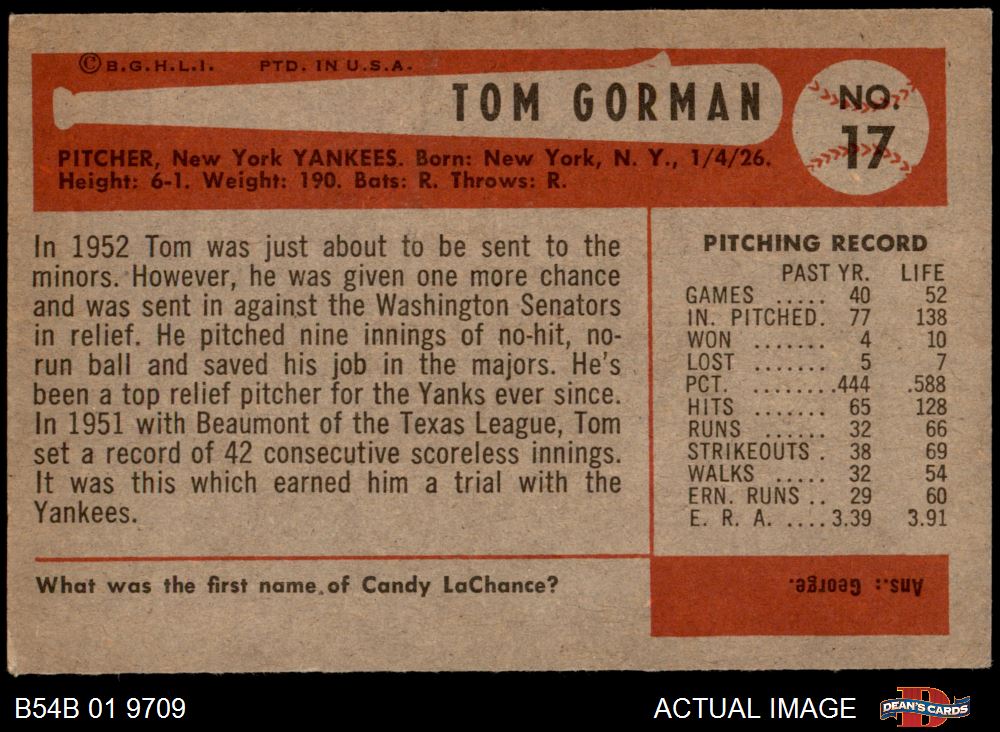 © B.G.H.L.I. PTD. IN U.S.A.
TOM GORMAN
NO.
17
PITCHER, New York YANKEES. Born: New York, N. Y., 1/4/26.
Height: 6-1. Weight: 190. Bats: R. Throws: R.
In 1952 Tom was just about to be sent to the
minors. However, he was given one more chance
and was sent in against the Washington Senators
in relief. He pitched nine innings of no-hit, no-
run ball and saved his job in the majors. He's
been a top relief pitcher for the Yanks ever since.
In 1951 with Beaumont of the Texas League, Tom
set a record of 42 consecutive scoreless innings.
It was this which earned him a trial with the
Yankees.
PITCHING RECORD
PAST YR. LIFE
GAMES ..... 40 52
IN. PITCHED. 77 138
WON ....... 4 10
LOST ....... 5 7
PCT. ........ .444 .588
HITS ....... 65 128
RUNS ...... 32 66
STRIKEOUTS . 38 69
WALKS ..... 32 54
ERN. RUNS .. 29 60
E. R. A. .... 3.39 3.91
What was the first name of Candy LaChance?
Ans.: George.
B54B 01 9709
ACTUAL IMAGE
D
DEAN'S CARDS